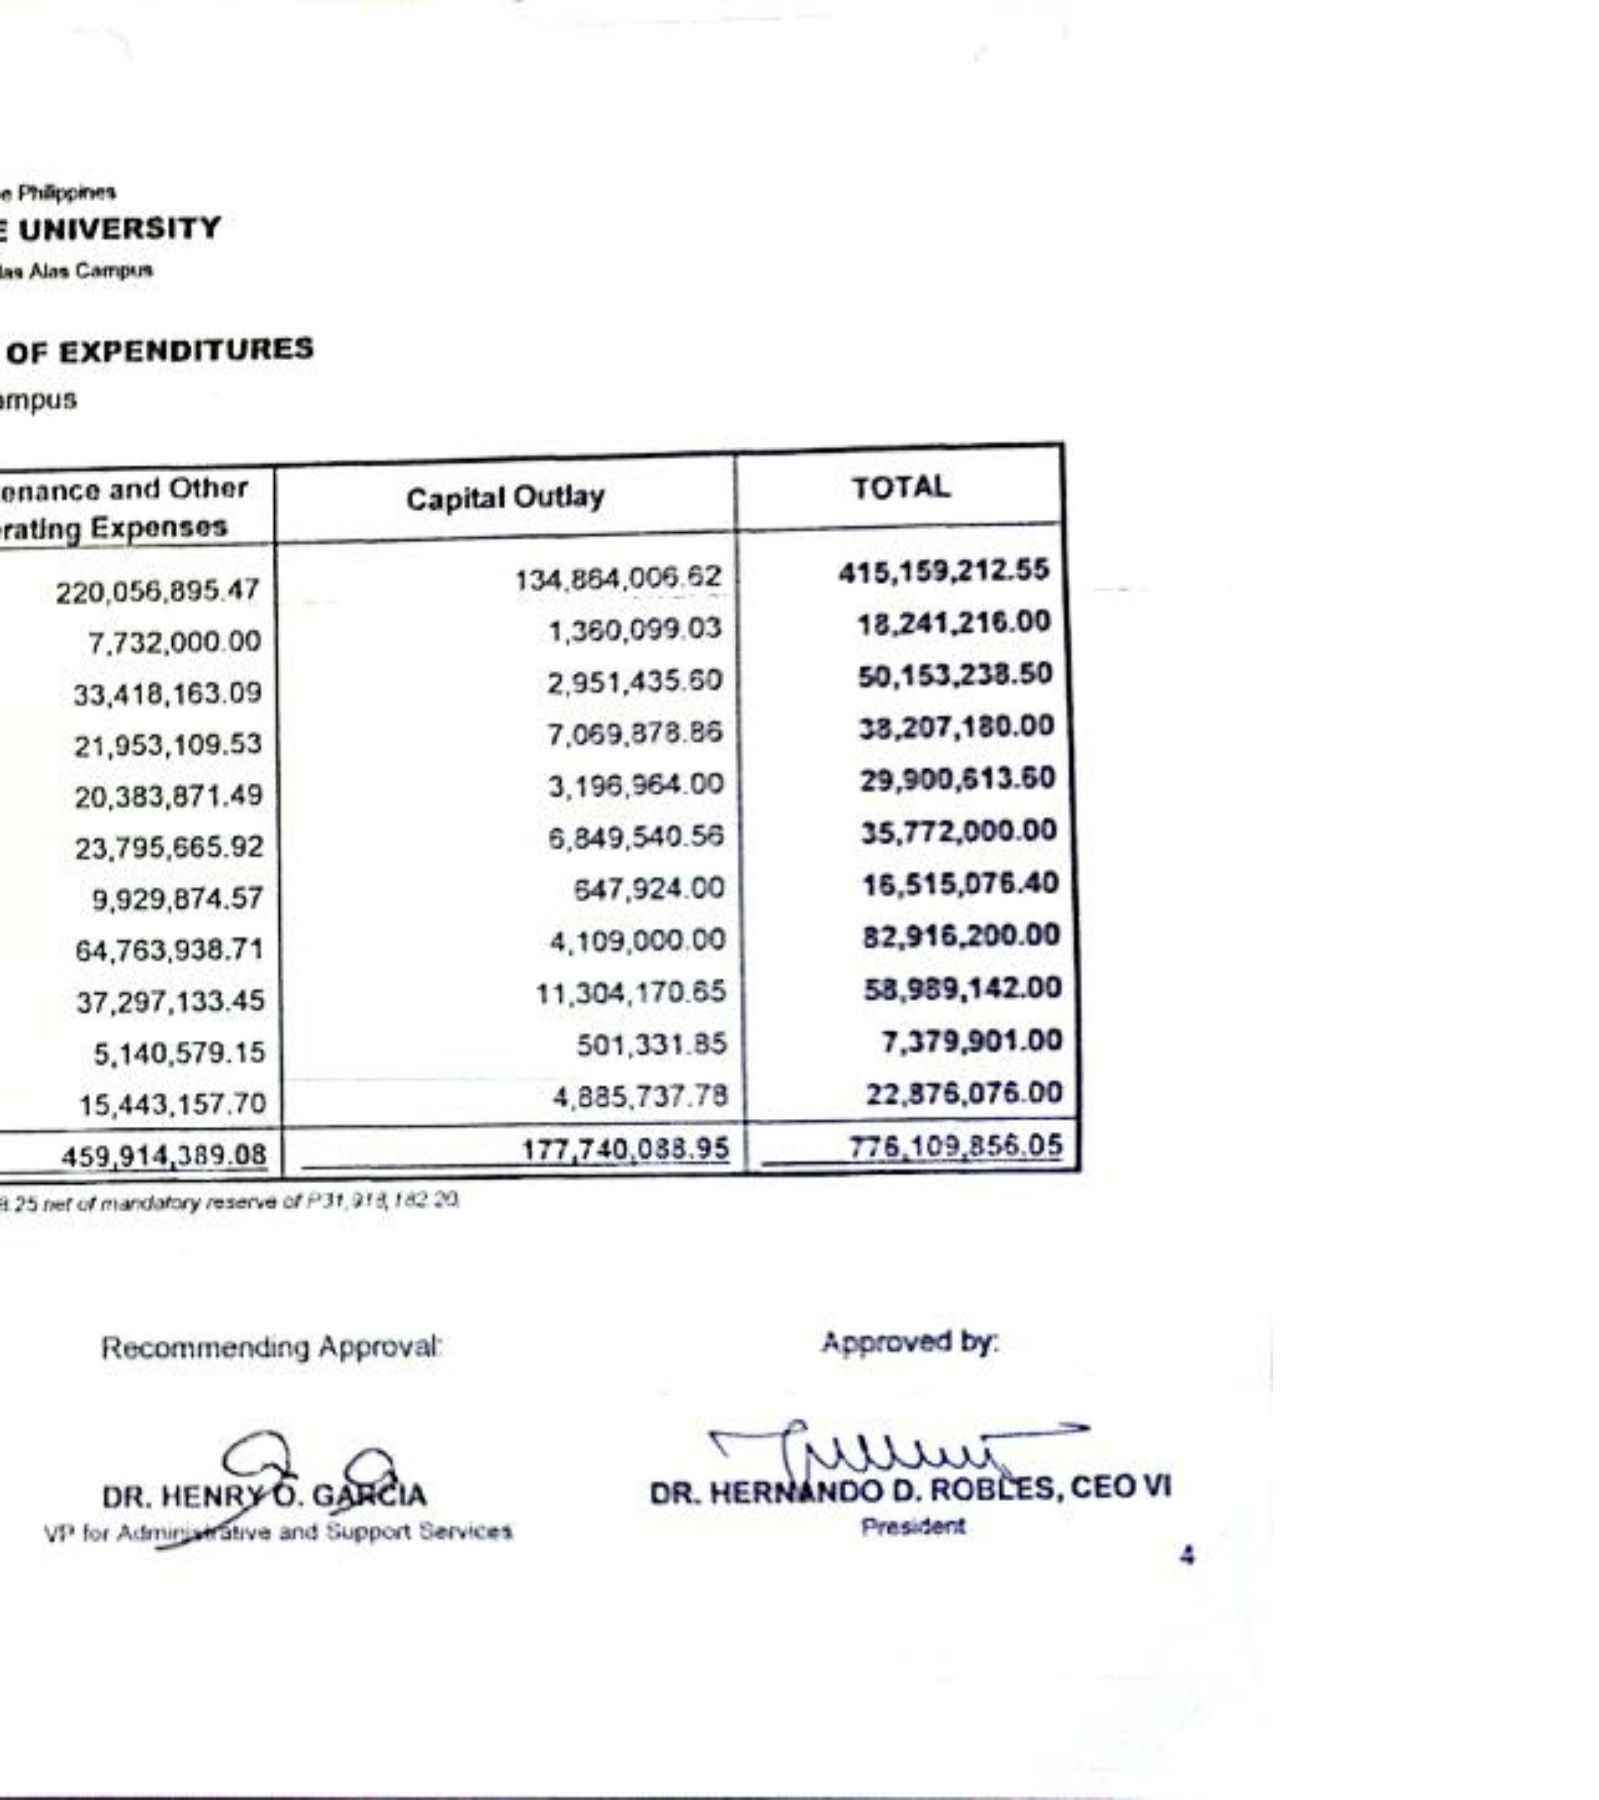 e Philippines
E UNIVERSITY
las Alas Campus
OF EXPENDITURES
ampus
enance and Other Capital Outlay TOTAL
rating Expenses
220,056,895.47 134,864,006.62 415,159,212.55
7,732,000.00 1,360,099.03 18,241,216.00
33,418,163.09 2,951,435.60 50,153,238.50
21,953,109.53 7,069,878.86 38,207,180.00
20,383,871.49 3,196,964.00 29,900,613.60
23,795,665.92 6,849,540.56 35,772,000.00
9,929,874.57 647,924.00 16,515,076.40
64,763,938.71 4,109,000.00 82,916,200.00
37,297,133.45 11,304,170.65 58,989,142.00
5,140,579.15 501,331.85 7,379,901.00
15,443,157.70 4,885,737.78 22,876,076.00
459,914,389.08 177,740,088.95 776,109,856.05
8.25 net of mandatory reserve of P31,918,182.20.
Recommending Approval: Approved by:
DR. HENRY O. GARCIA DR. HERNANDO D. ROBLES, CEO VI
VP for Administrative and Support Services President
4